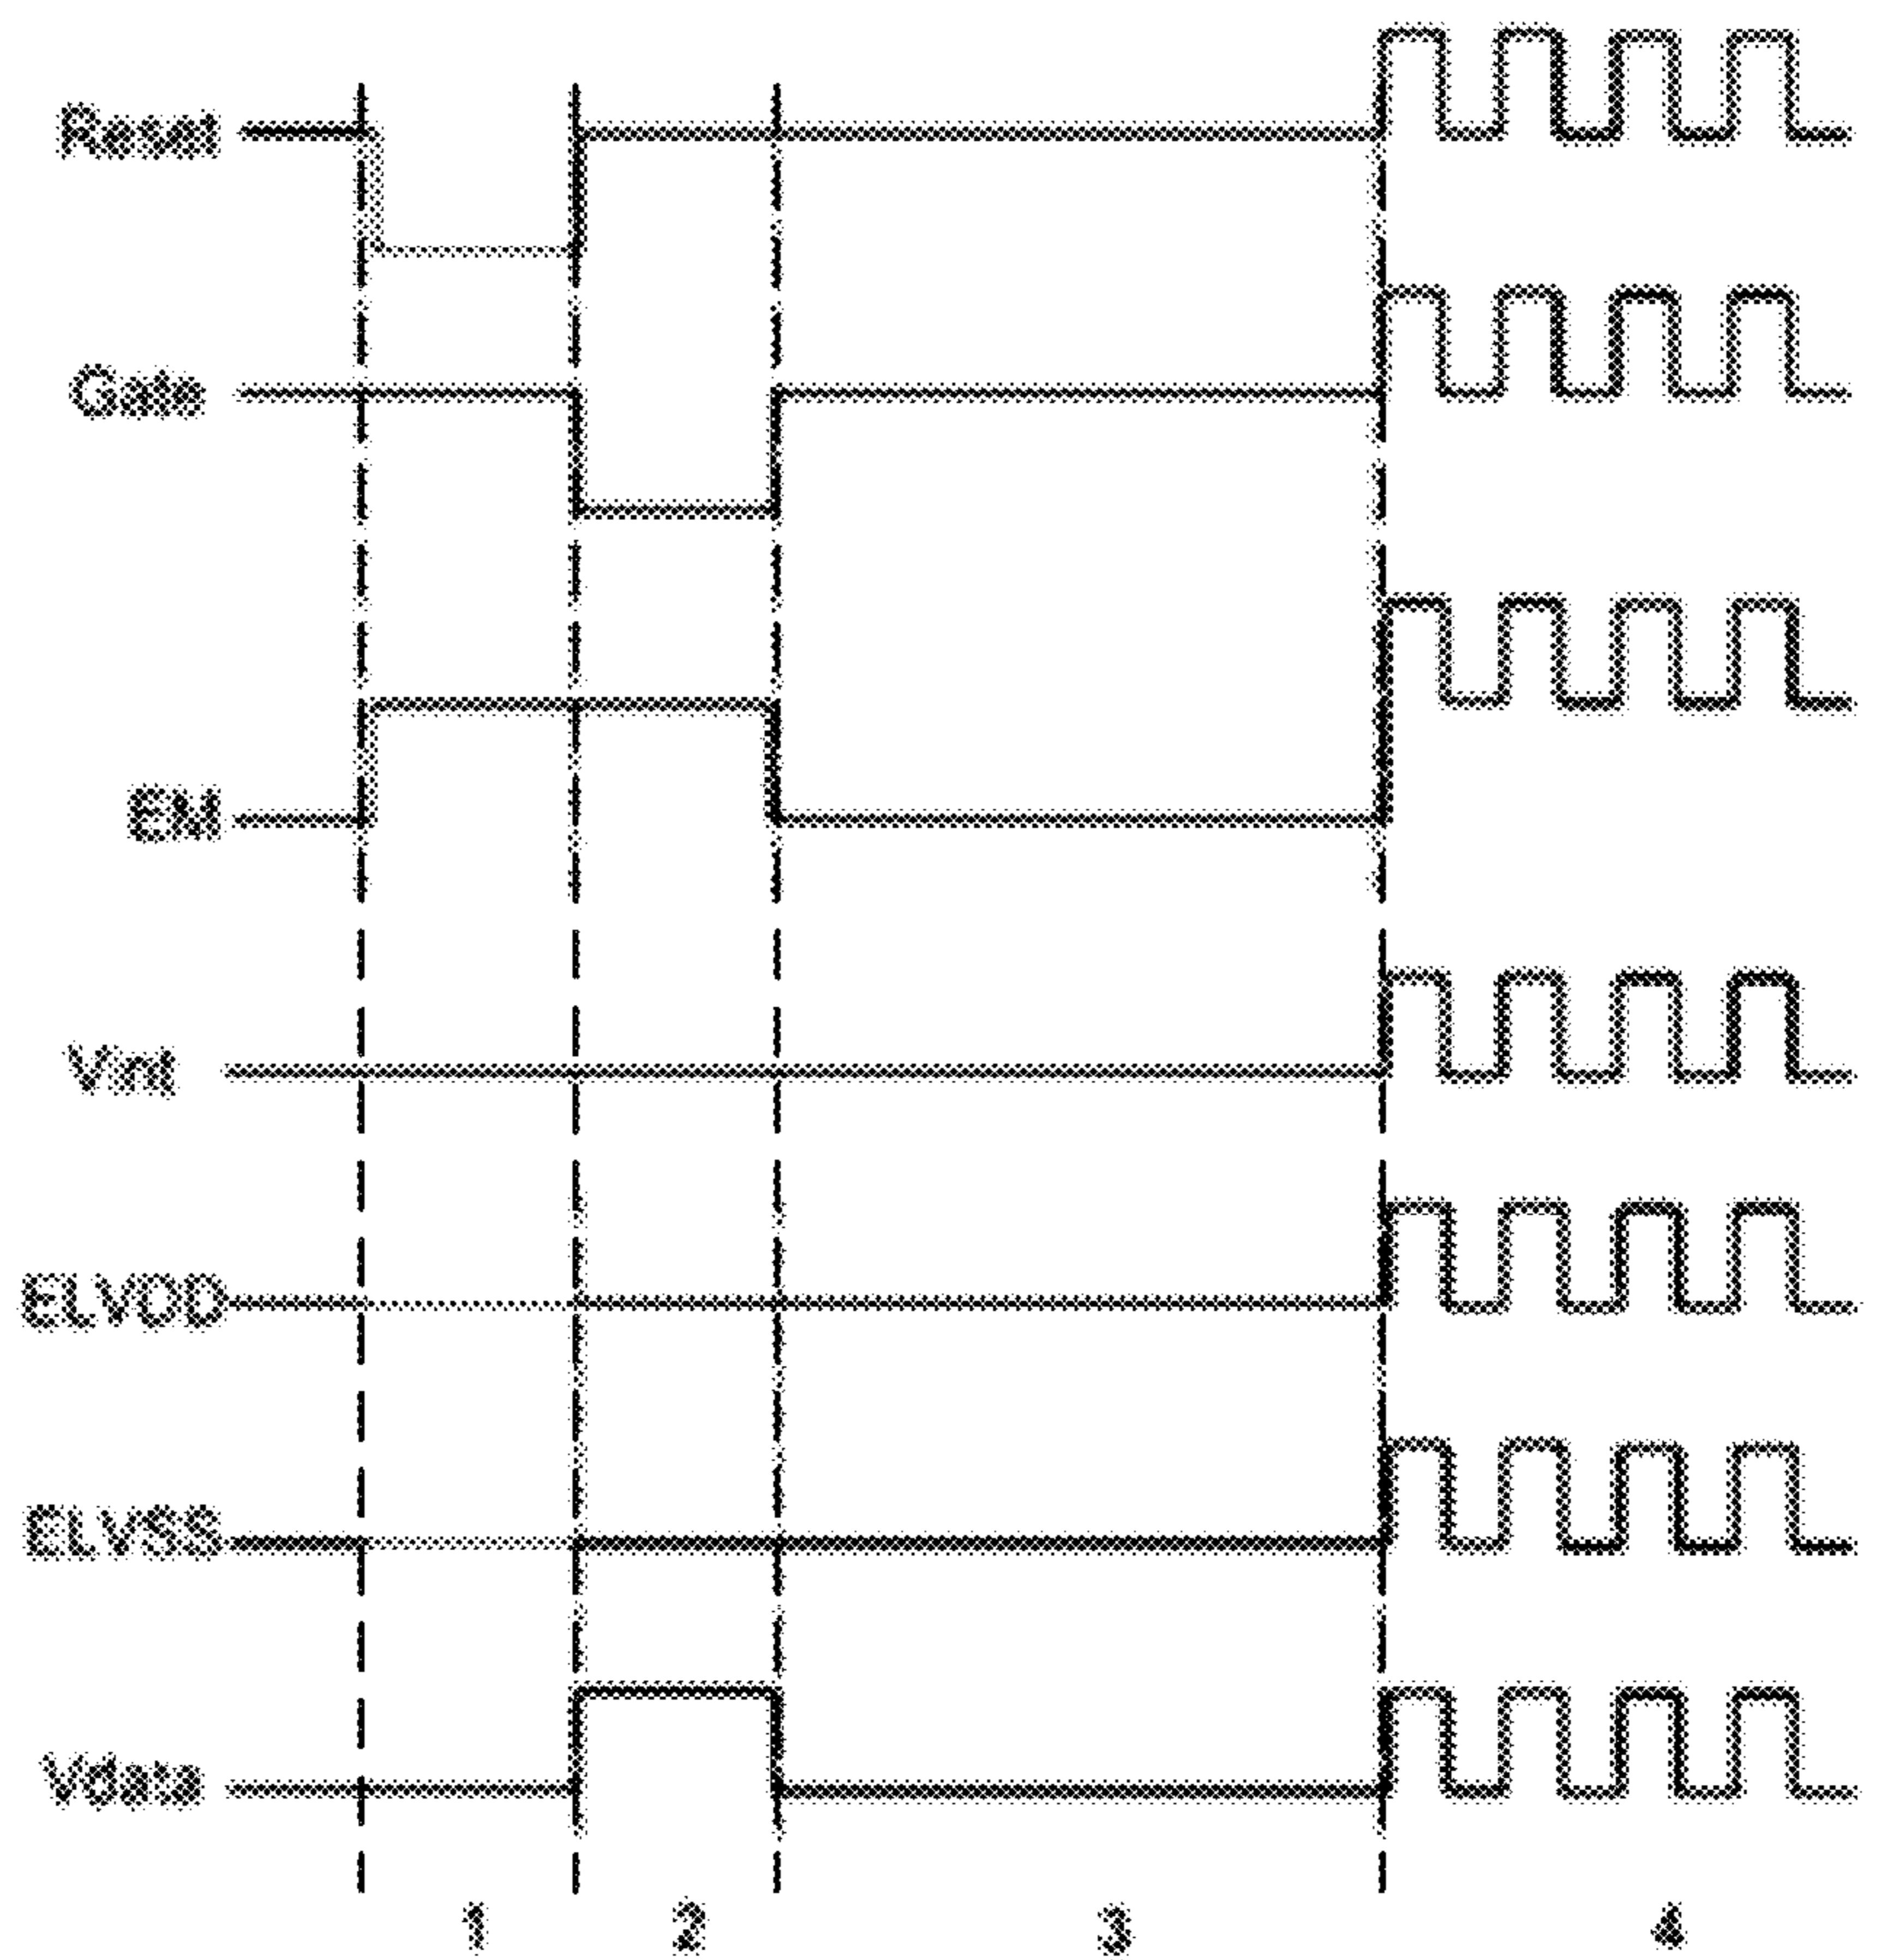 Reset
Gate
EM
Vint
ELVDD
ELVSS
Vdata
1 2 3 4